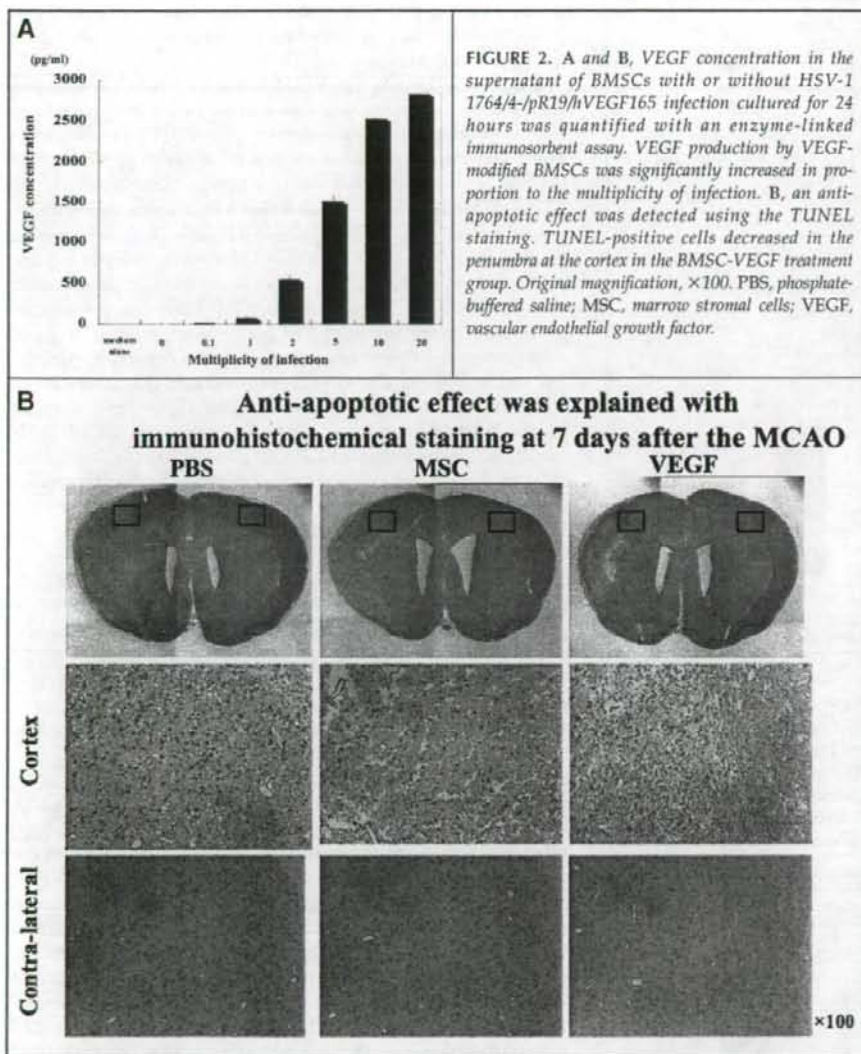 A
(pg/ml)
3000
2500
2000
1500
1000
500
0
VEGF concentration
medium alone
0
0.1
1
2
5
10
20
Multiplicity of infection
FIGURE 2. A and B, VEGF concentration in the
supernatant of BMSCs with or without HSV-1
1764/4-/pR19/hVEGF165 infection cultured for 24
hours was quantified with an enzyme-linked
immunosorbent assay. VEGF production by VEGF-
modified BMSCs was significantly increased in pro-
portion to the multiplicity of infection. B, an anti-
apoptotic effect was detected using the TUNEL
staining. TUNEL-positive cells decreased in the
penumbra at the cortex in the BMSC-VEGF treatment
group. Original magnification, ×100. PBS, phosphate-
buffered saline; MSC, marrow stromal cells; VEGF,
vascular endothelial growth factor.
B
Anti-apoptotic effect was explained with
immunohistochemical staining at 7 days after the MCAO
PBS
MSC
VEGF
Cortex
Contra-lateral
×100